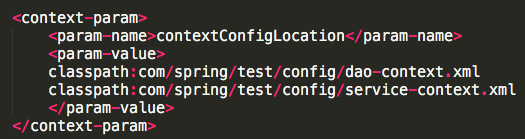 <context-param>
<param-name>contextConfigLocation</param-name>
<param-value>
classpath:com/spring/test/config/dao-context.xml
classpath:com/spring/test/config/service-context.xml
</param-value>
</context-param>